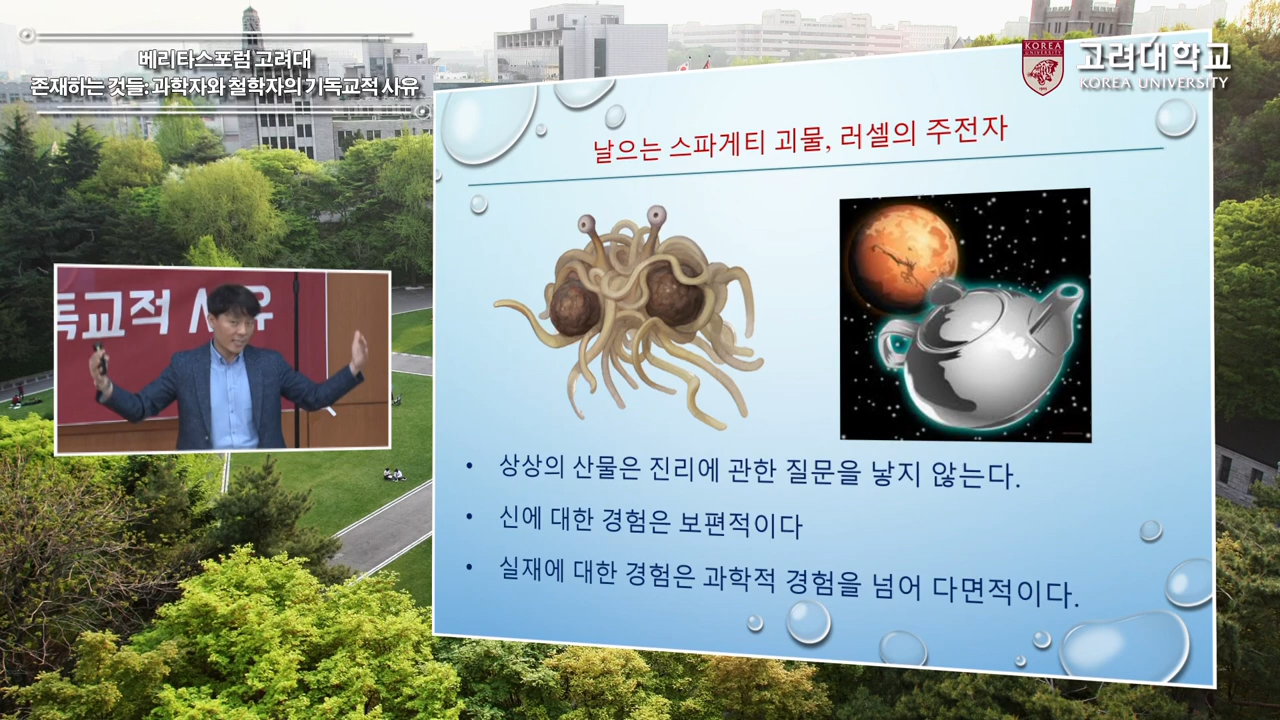 베리타스포럼 고려대
존재하는 것들: 과학자와 철학자의 기독교적 사유
KOREA
UNIVERSITY
고려대학교
KOREA UNIVERSITY
날으는 스파게티 괴물, 러셀의 주전자
독교적 사유
• 상상의 산물은 진리에 관한 질문을 낳지 않는다.
• 신에 대한 경험은 보편적이다
• 실재에 대한 경험은 과학적 경험을 넘어 다면적이다.